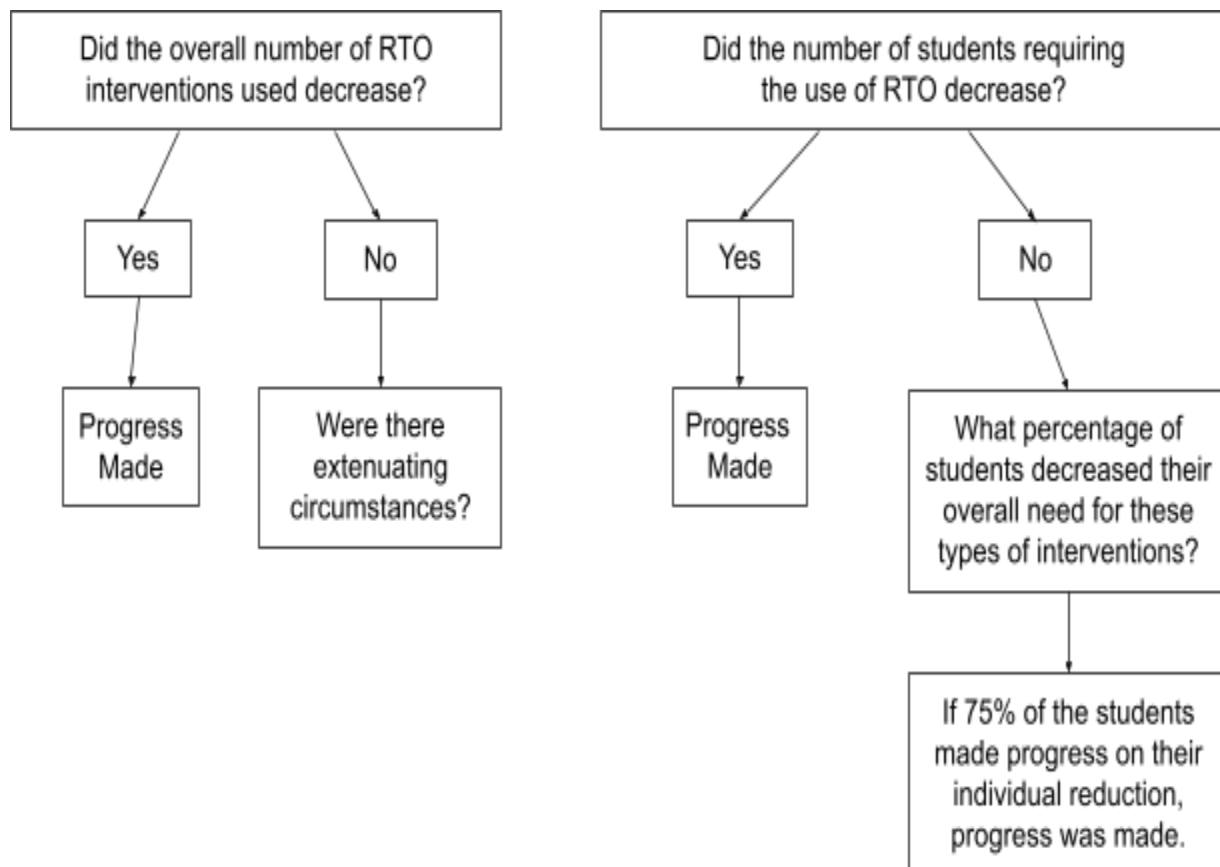 Did the overall number of RTO
interventions used decrease?
Yes
No
Progress
Made
Were there
extenuating
circumstances?
Did the number of students requiring
the use of RTO decrease?
Yes
No
Progress
Made
What percentage of
students decreased their
overall need for these
types of interventions?
If 75% of the students
made progress on their
individual reduction,
progress was made.